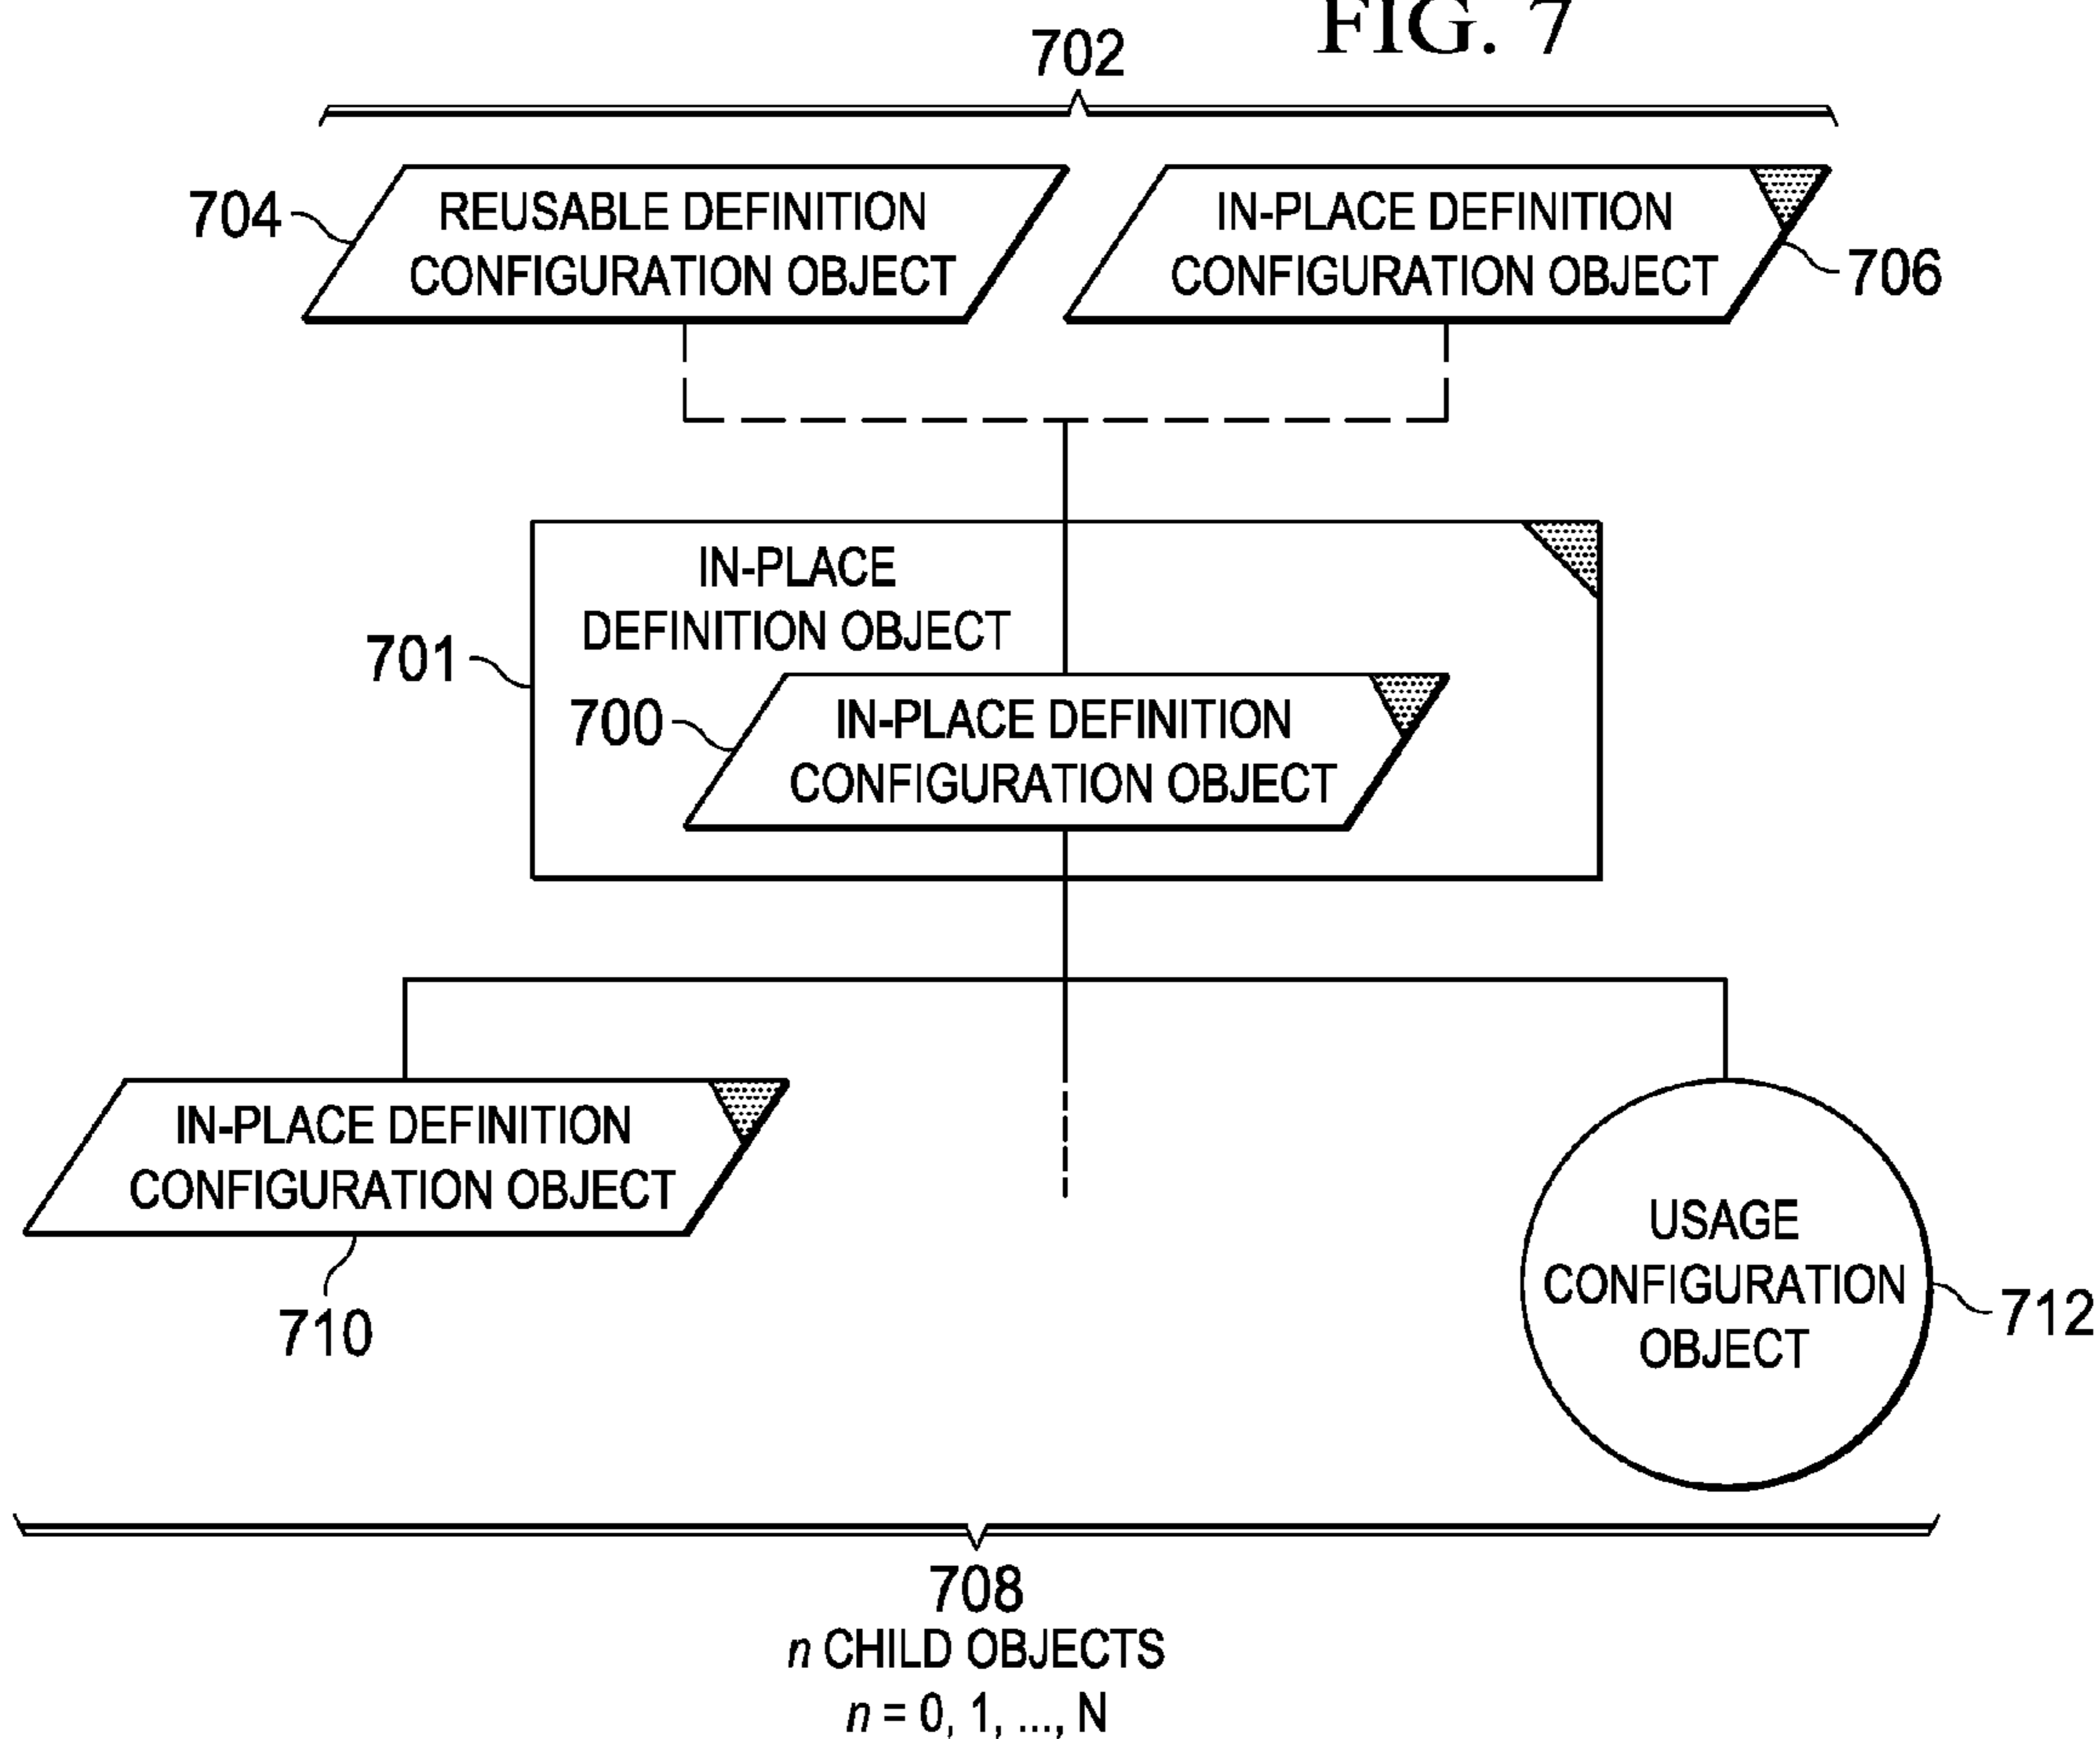 FIG. 7
702
704
REUSABLE DEFINITION
CONFIGURATION OBJECT
IN-PLACE DEFINITION
CONFIGURATION OBJECT
706
IN-PLACE
DEFINITION OBJECT
701
700
IN-PLACE DEFINITION
CONFIGURATION OBJECT
IN-PLACE DEFINITION
CONFIGURATION OBJECT
710
USAGE
CONFIGURATION
OBJECT
712
708
n CHILD OBJECTS
n = 0, 1, ..., N